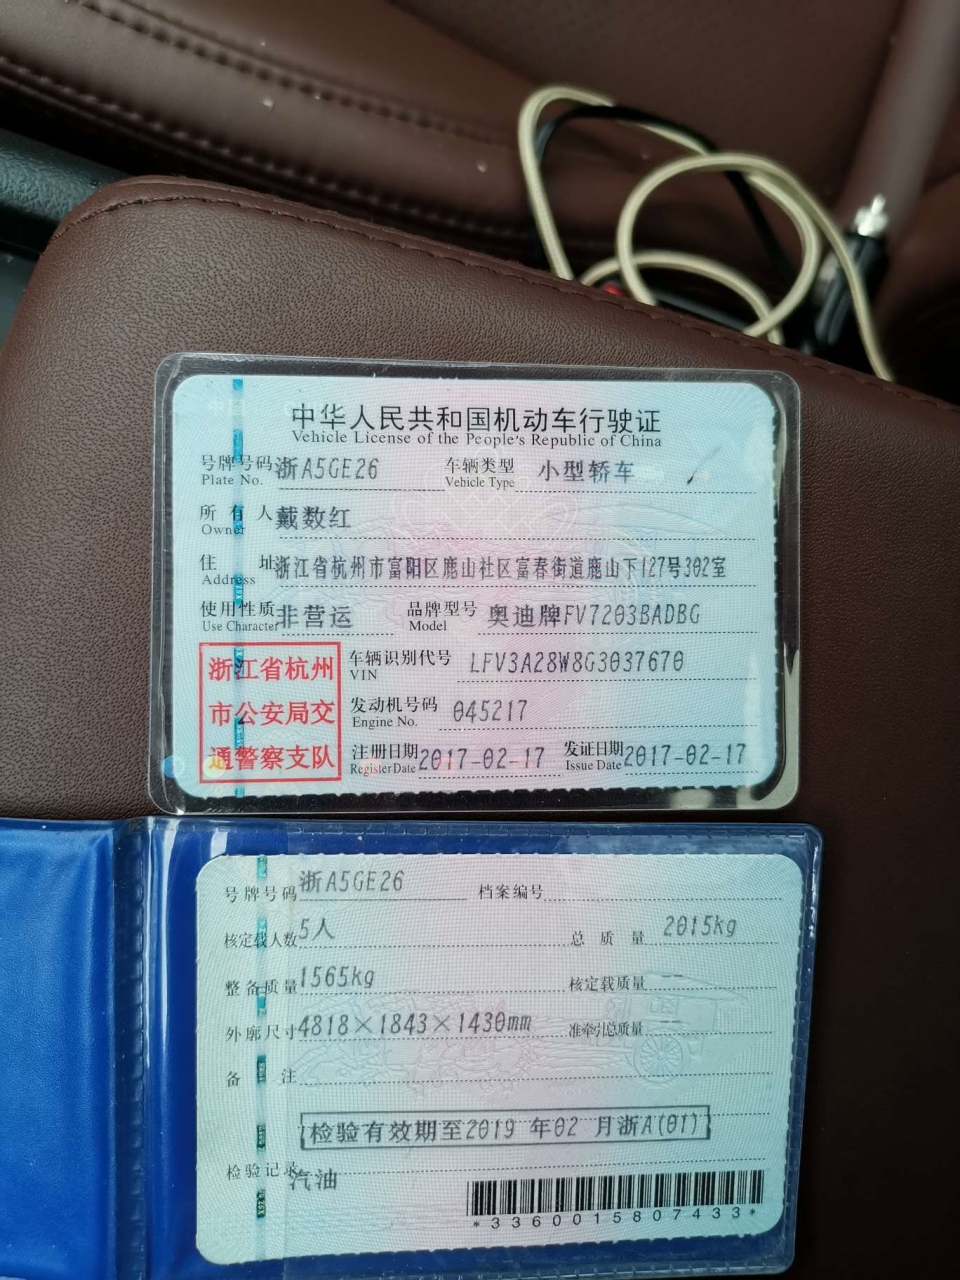 中华人民共和国机动车行驶证
Vehicle License of the People's Republic of China
号牌号码 浙A5GE26 车辆类型 小型轿车
Plate No. Vehicle Type
所有人 戴数红
Owner
住址 浙江省杭州市富阳区鹿山社区富春街道鹿山下127号302室
Address
使用性质 非营运 品牌型号 奥迪牌FV7203BADBG
Use Character Model
浙江省杭州
市公安局交
通警察支队
车辆识别代号 LFV3A28W8G3037670
VIN
发动机号码 045217
Engine No.
注册日期 2017-02-17 发证日期 2017-02-17
Register Date Issue Date
号牌号码 浙A5GE26 档案编号
核定载人数 5人 总质量 2015kg
整备质量 1565kg 核定载质量 --
外廓尺寸 4818×1843×1430mm 准牵引总质量 --
备注
检验有效期至2019 年02 月浙A(01)
检验记录 汽油
*3360015807433*